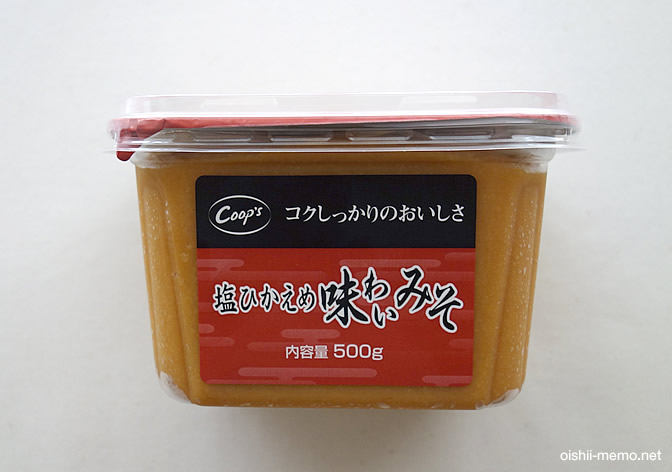 Coop's コクしっかりのおいしさ
塩ひかえめ味わいみそ
内容量 500g
oishii-memo.net